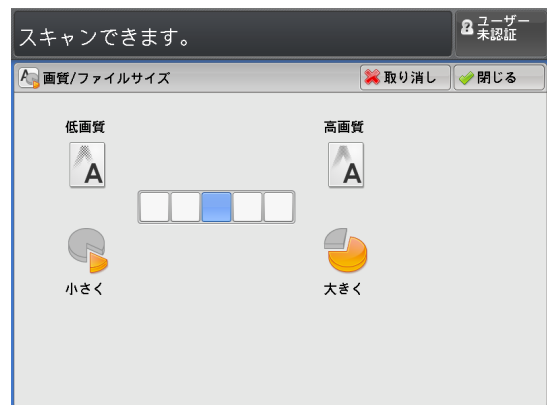 スキャンできます。
ユーザー
未認証
画質/ファイルサイズ
取り消し
閉じる
低画質
高画質
A
A
小さく
大きく